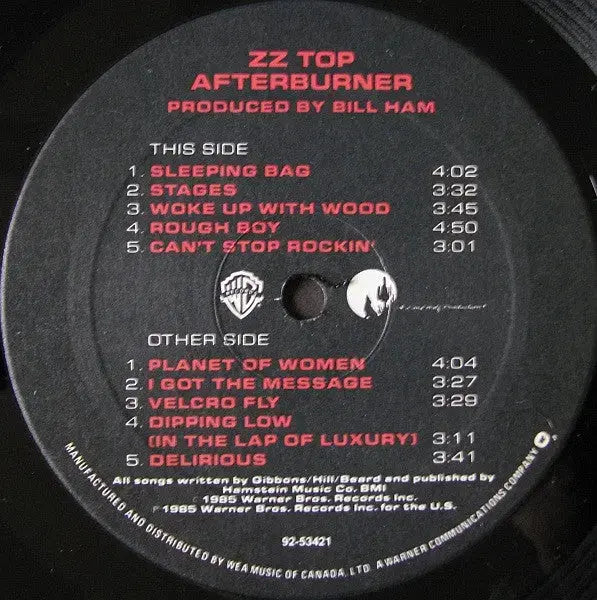 ZZ TOP
AFTERBURNER
PRODUCED BY BILL HAM
THIS SIDE
1. SLEEPING BAG 4:02
2. STAGES 3:32
3. WOKE UP WITH WOOD 3:45
4. ROUGH BOY 4:50
5. CAN'T STOP ROCKIN' 3:01
OTHER SIDE
1. PLANET OF WOMEN 4:04
2. I GOT THE MESSAGE 3:27
3. VELCRO FLY 3:29
4. DIPPING LOW
(IN THE LAP OF LUXURY) 3:11
5. DELIRIOUS 3:41
All songs written by Gibbons/Hill/Beard and published by
Hamstein Music Co. BMI
1985 Warner Bros. Records Inc.
1985 Warner Bros. Records Inc. for the U.S.
92-53421
MANUFACTURED AND DISTRIBUTED BY WEA MUSIC OF CANADA, LTD. A WARNER COMMUNICATIONS COMPANY